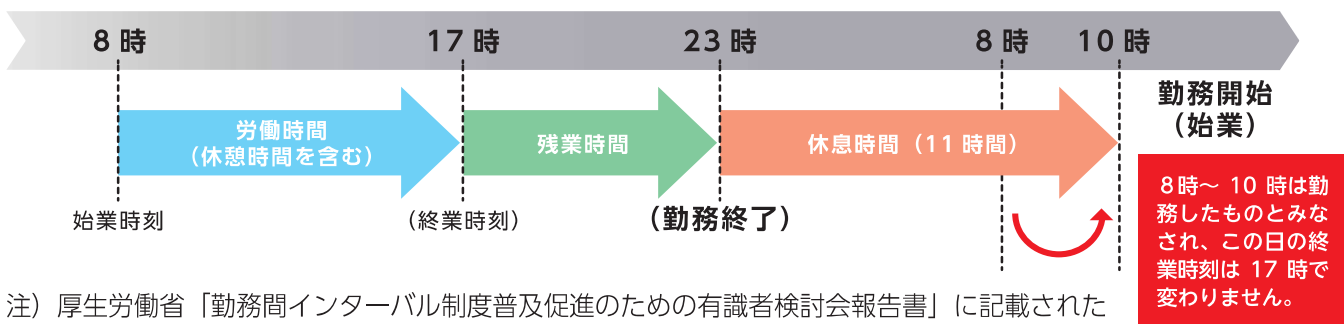 8時 17時 23時 8時 10時
労働時間
（休憩時間を含む）
残業時間
休息時間（11時間）
勤務開始
（始業）
始業時刻
（終業時刻）
（勤務終了）
8時～ 10 時は勤
務したものとみな
され、この日の終
業時刻は 17 時で
変わりません。
注）厚生労働省「勤務間インターバル制度普及促進のための有識者検討会報告書」に記載された